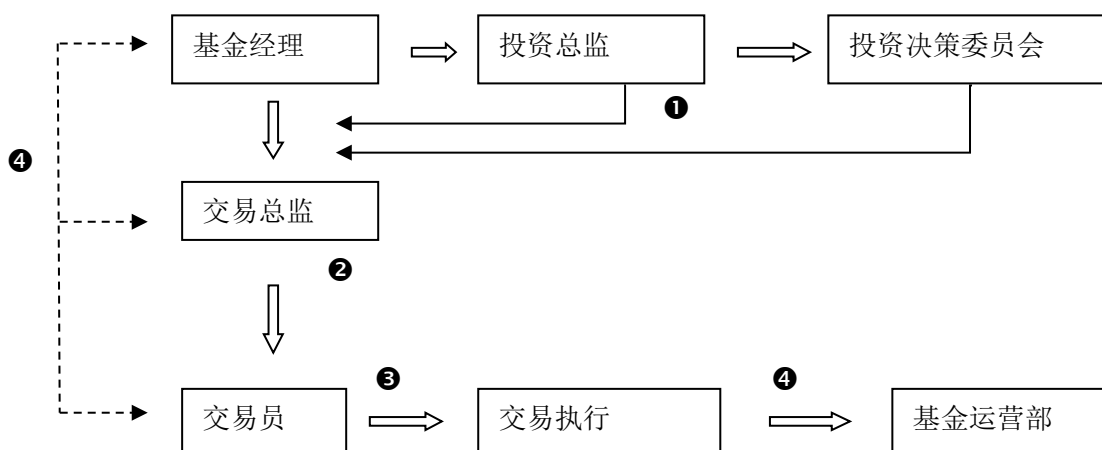 基金经理
投资总监
投资决策委员会
❶
❹
交易总监
❷
❸
❹
交易员
交易执行
基金运营部